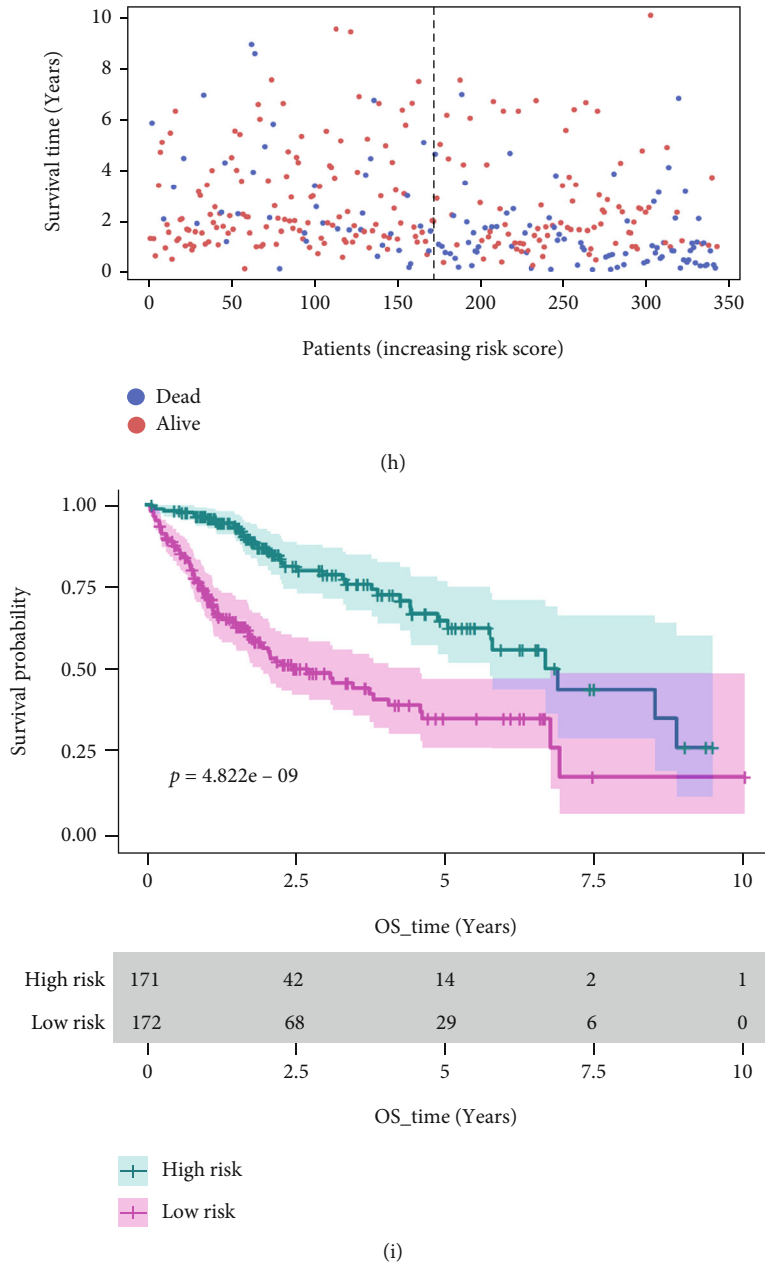 10
8
6
4
2
0
Survival time (Years)
0 50 100 150 200 250 300 350
Patients (increasing risk score)
Dead
Alive
(h)
1.00
0.75
0.50
0.25
0.00
Survival probability
p = 4.822e – 09
0 2.5 5 7.5 10
OS_time (Years)
High risk 171 42 14 2 1
Low risk 172 68 29 6 0
0 2.5 5 7.5 10
OS_time (Years)
High risk
Low risk
(i)